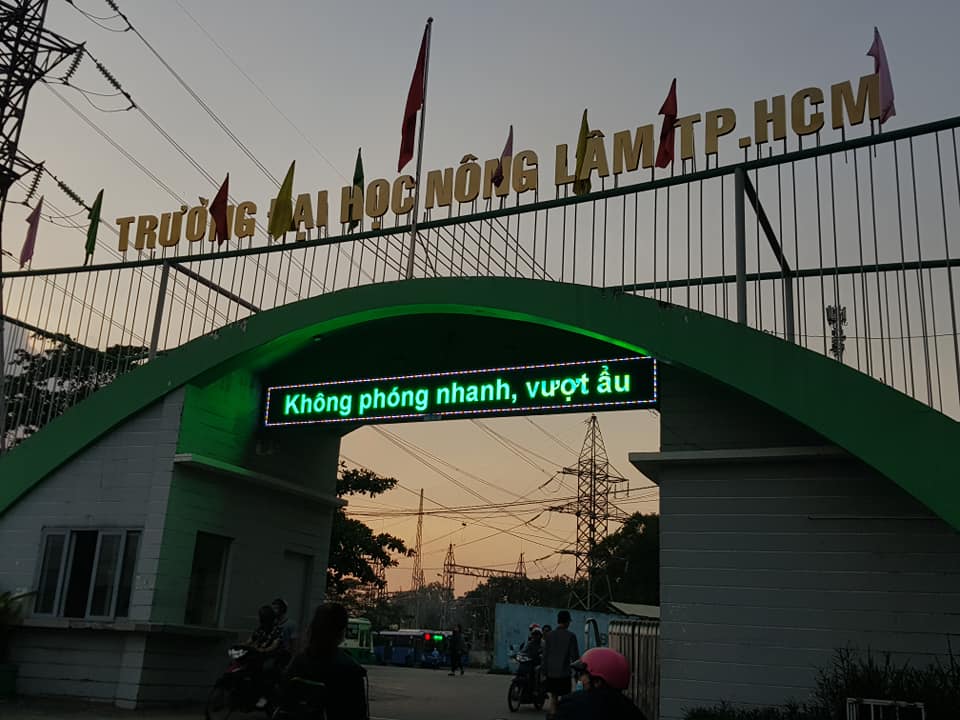 TRƯỜNG ĐẠI HỌC NÔNG LÂM TP.HCM
Không phóng nhanh, vượt ẩu